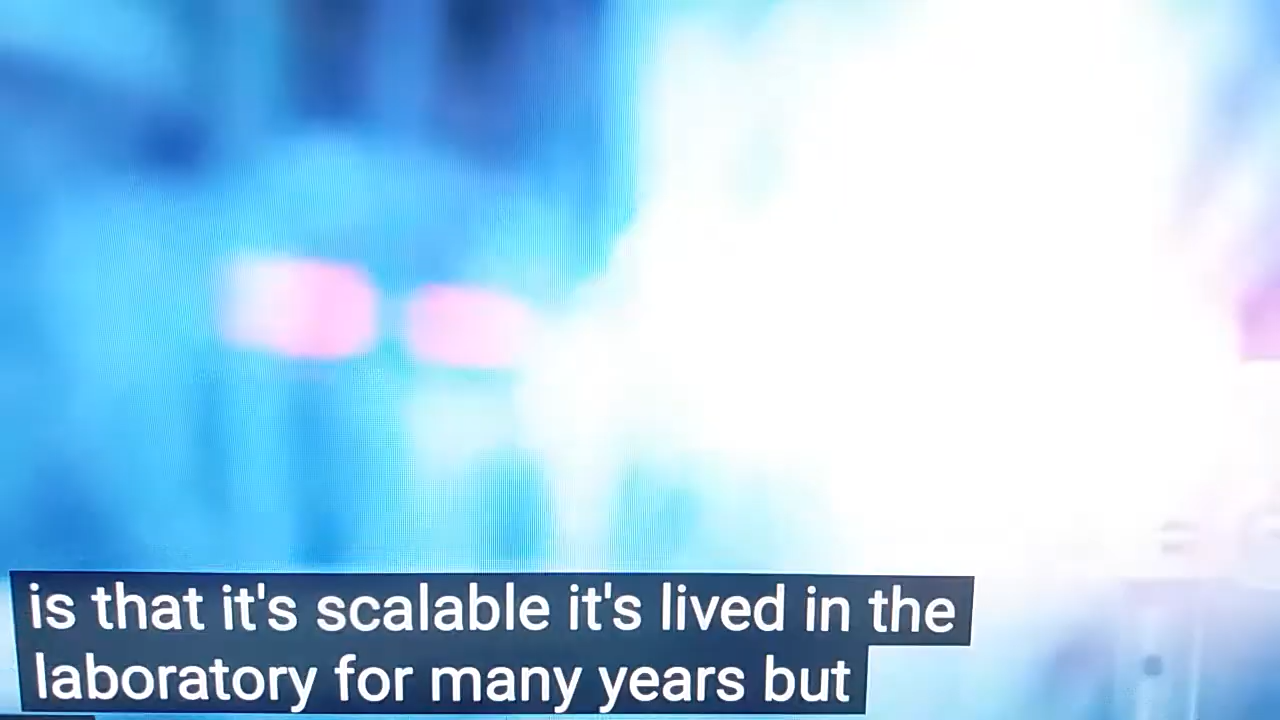 is that it's scalable it's lived in the
laboratory for many years but